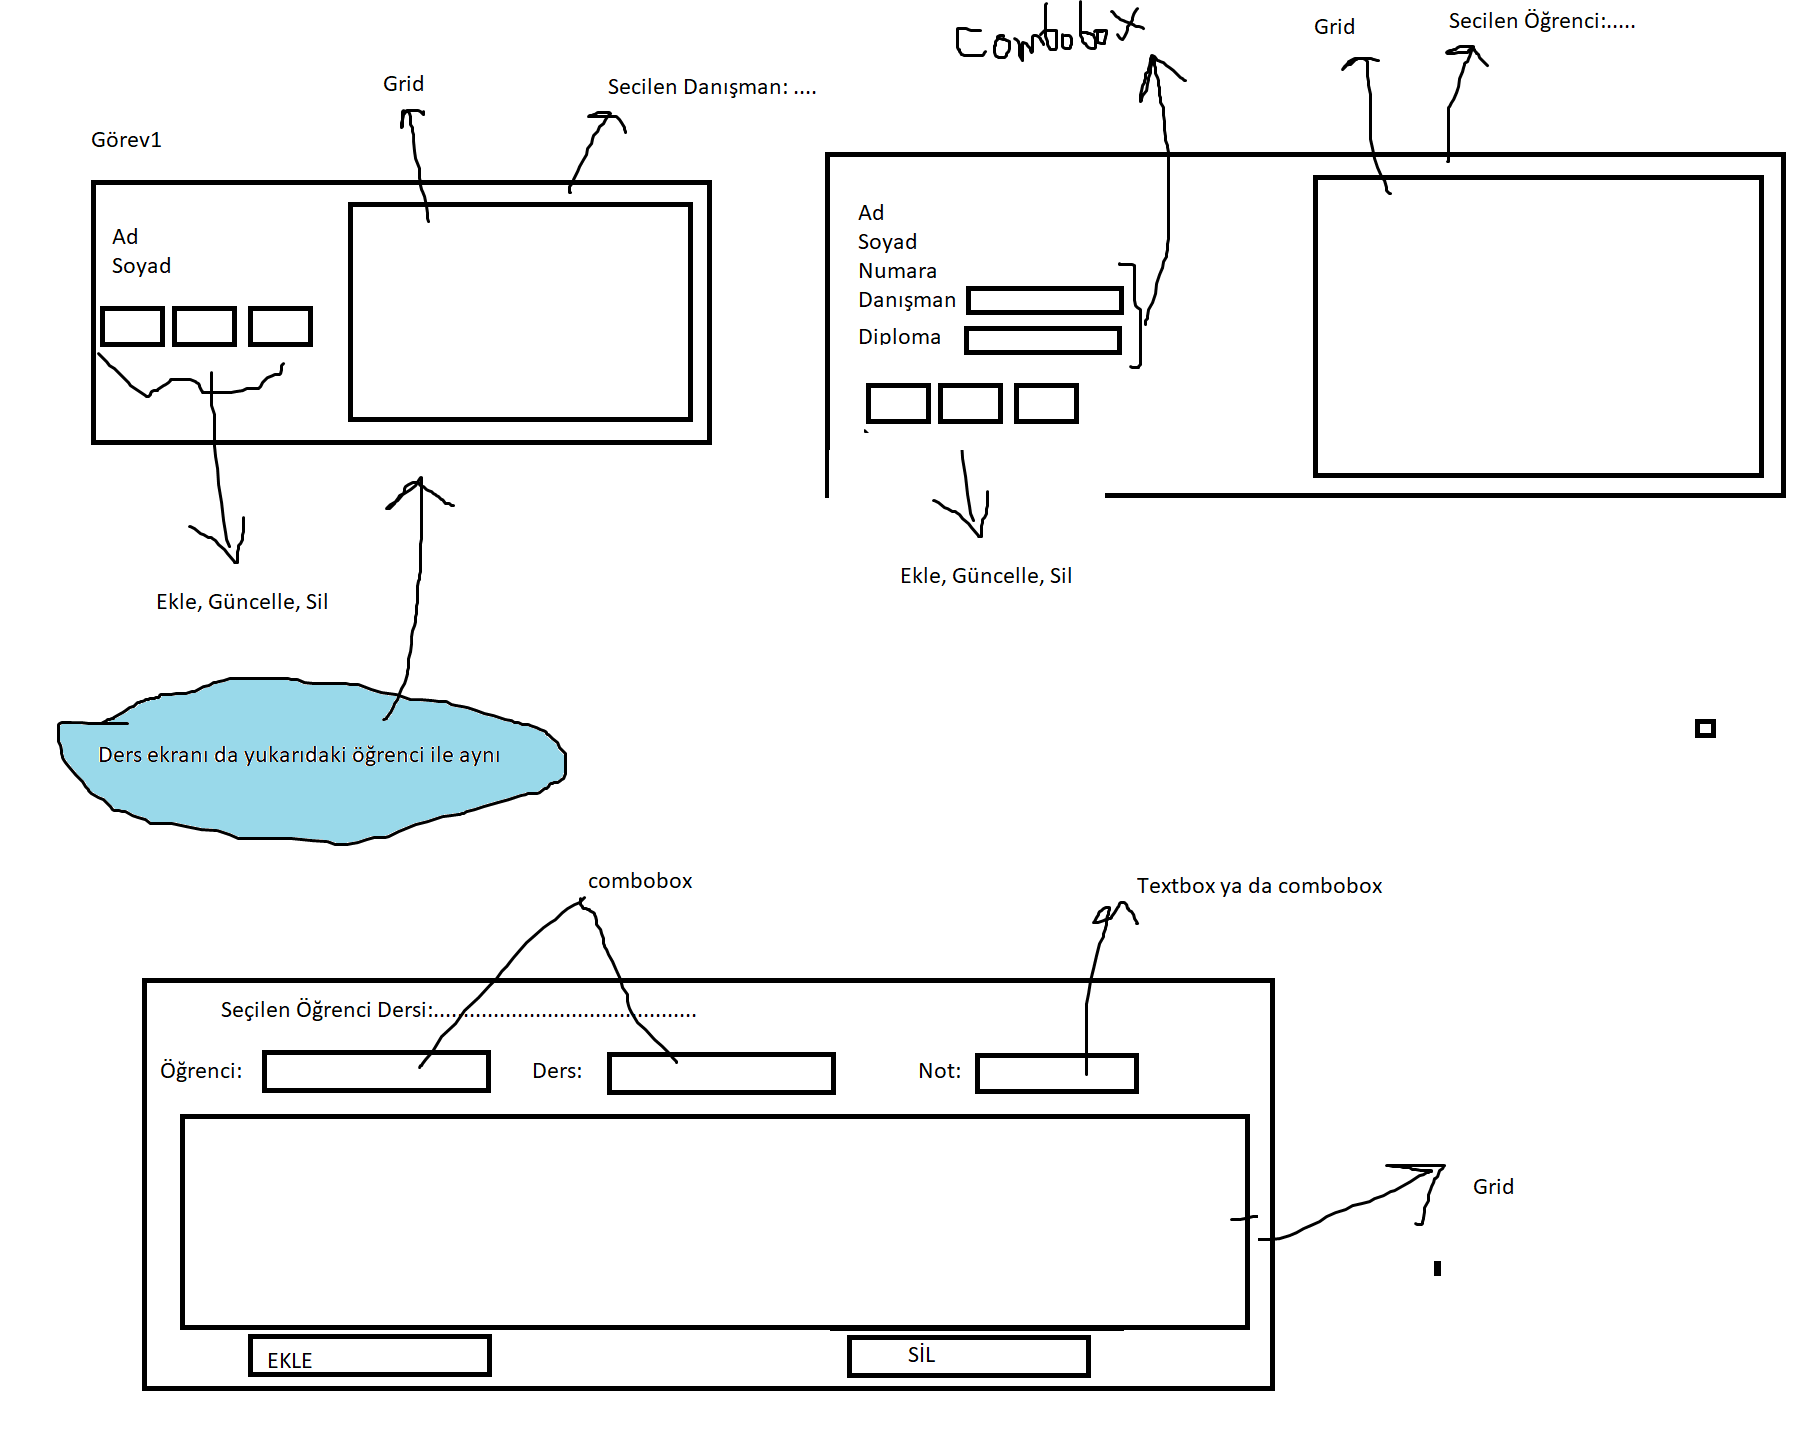 Combobox
Grid
Secilen Öğrenci:.....
Grid
Secilen Danışman: ....
Görev1
Ad
Soyad
Ad
Soyad
Numara
Danışman
Diploma
Ekle, Güncelle, Sil
Ekle, Güncelle, Sil
Ders ekranı da yukarıdaki öğrenci ile aynı
combobox
Textbox ya da combobox
Seçilen Öğrenci Dersi:............................................
Öğrenci:
Ders:
Not:
Grid
EKLE
SİL